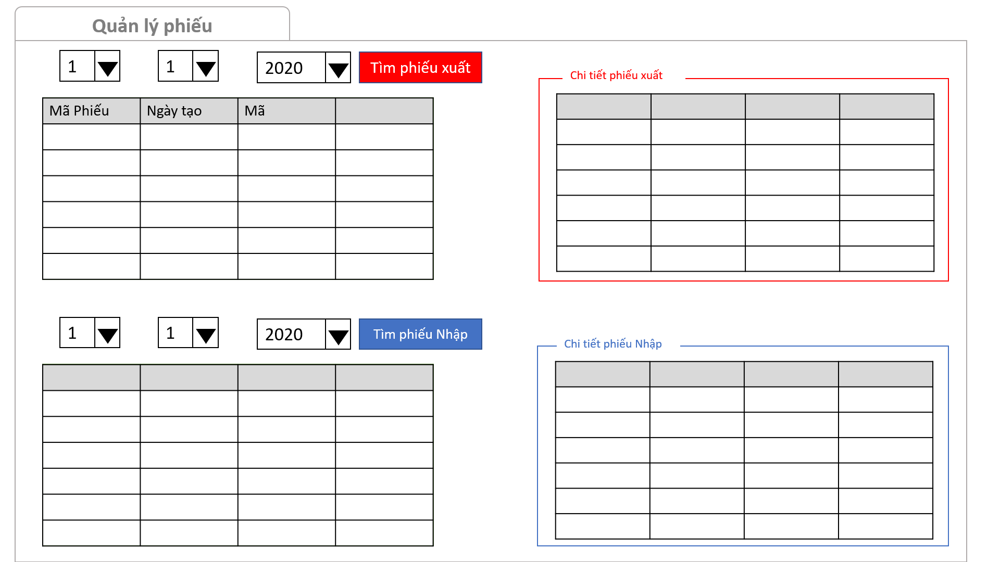 Quản lý phiếu
1 1 2020 Tìm phiếu xuất
Chi tiết phiếu xuất
Mã Phiếu Ngày tạo Mã
1 1 2020 Tìm phiếu Nhập
Chi tiết phiếu Nhập